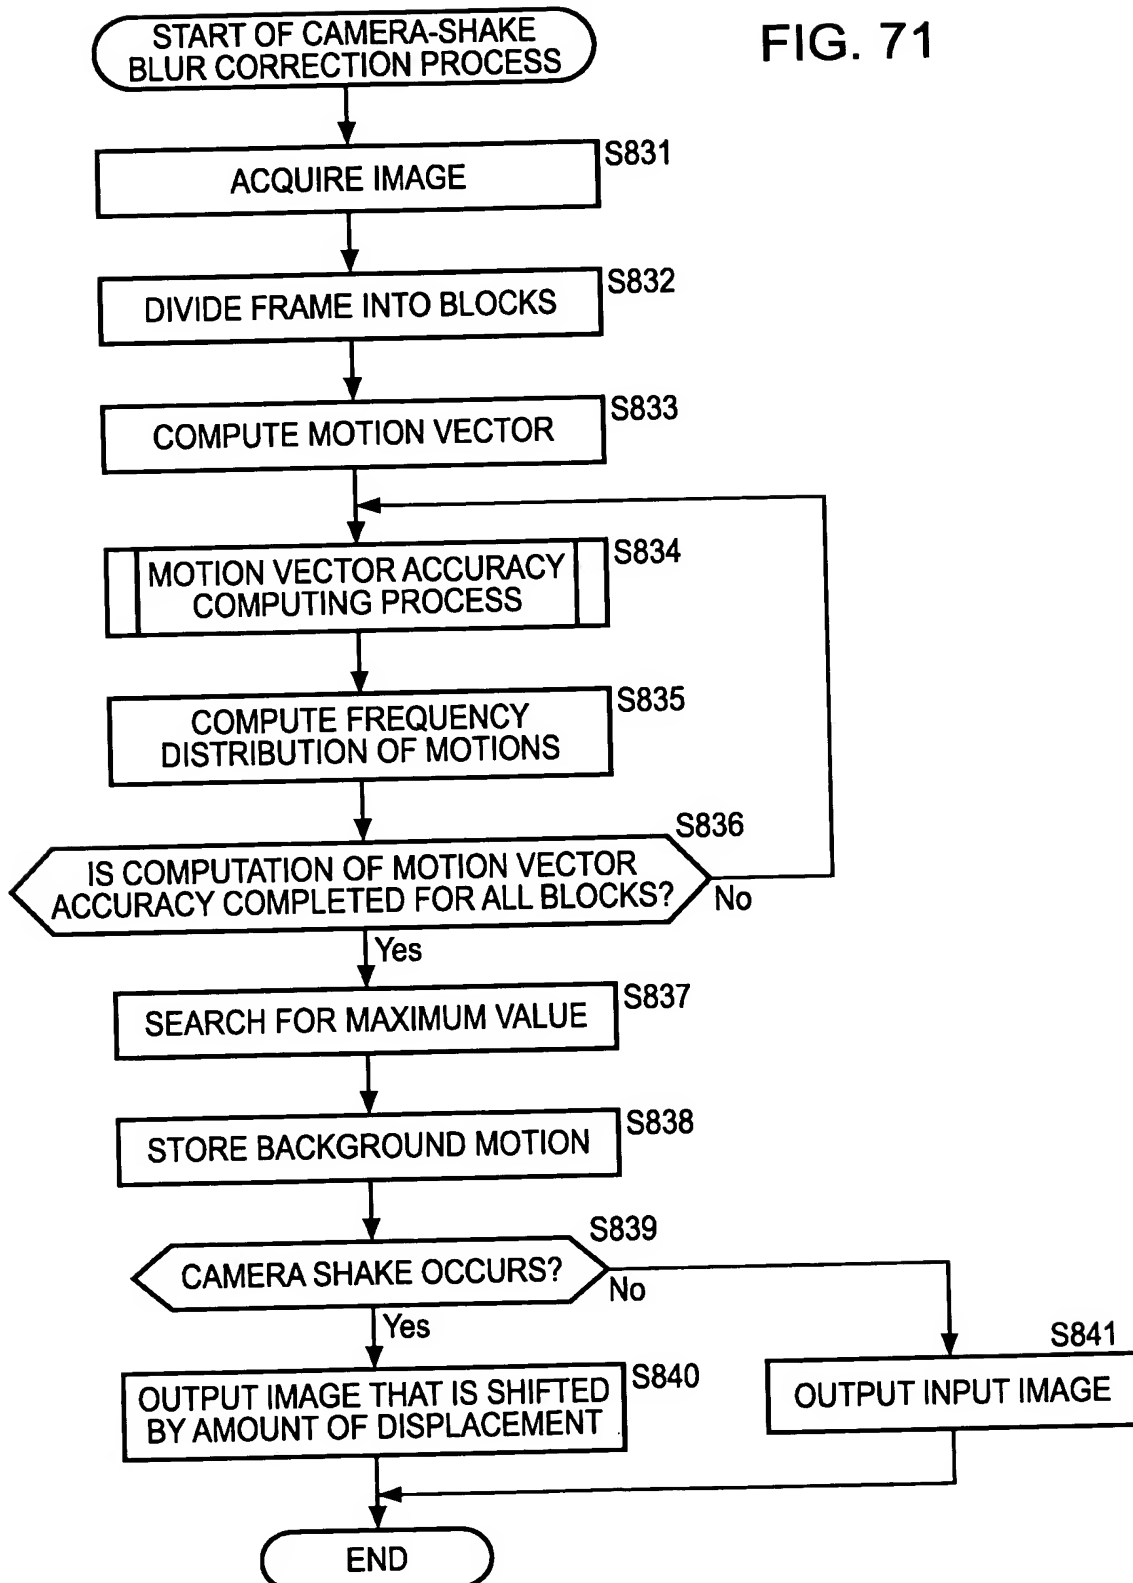 FIG. 71
START OF CAMERA-SHAKE
BLUR CORRECTION PROCESS
S831
ACQUIRE IMAGE
S832
DIVIDE FRAME INTO BLOCKS
S833
COMPUTE MOTION VECTOR
S834
MOTION VECTOR ACCURACY
COMPUTING PROCESS
S835
COMPUTE FREQUENCY
DISTRIBUTION OF MOTIONS
S836
IS COMPUTATION OF MOTION VECTOR
ACCURACY COMPLETED FOR ALL BLOCKS?
No
Yes
S837
SEARCH FOR MAXIMUM VALUE
S838
STORE BACKGROUND MOTION
S839
CAMERA SHAKE OCCURS?
No
Yes
S840
OUTPUT IMAGE THAT IS SHIFTED
BY AMOUNT OF DISPLACEMENT
S841
OUTPUT INPUT IMAGE
END